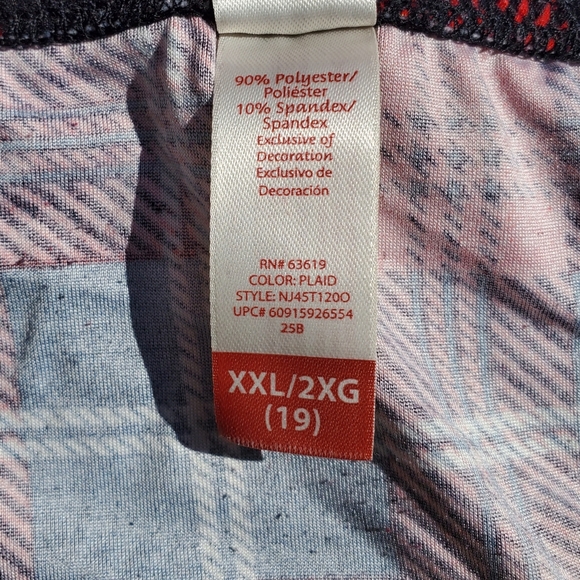 90% Polyester/
Poliéster
10% Spandex/
Spandex
Exclusive of
Decoration
Exclusivo de
Decoración
RN# 63619
COLOR: PLAID
STYLE: NJ45T120O
UPC# 60915926554
25B
XXL/2XG
(19)